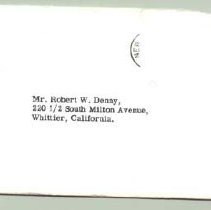 Mr. Robert W. Denny,
220 1/2 South Milton Avenue,
Whittier, California.